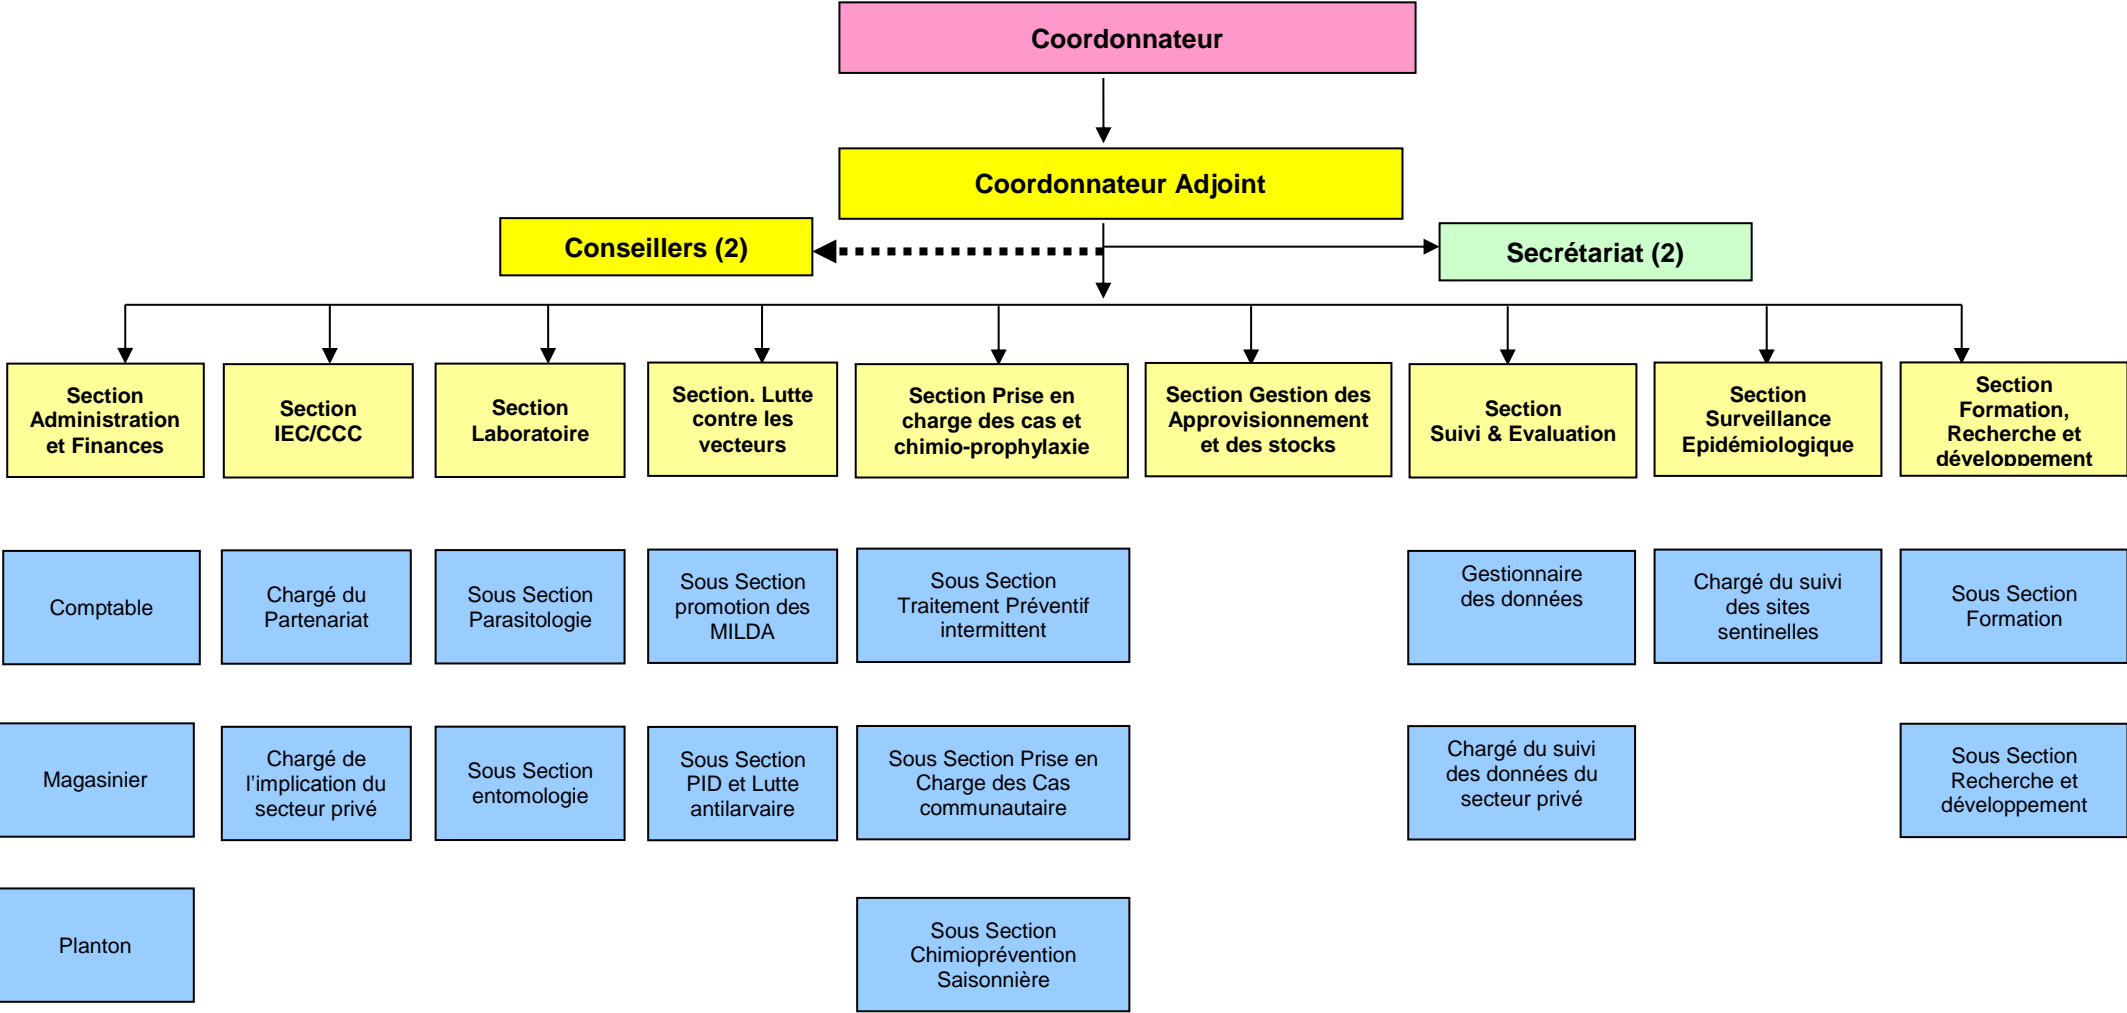 Coordonnateur
Coordonnateur Adjoint
Conseillers (2)
Secrétariat (2)
Section
Administration
et Finances
Section
IEC/CCC
Section
Laboratoire
Section. Lutte
contre les
vecteurs
Section Prise en
charge des cas et
chimio-prophylaxie
Section Gestion des
Approvisionnement
et des stocks
Section
Suivi & Evaluation
Section
Surveillance
Epidémiologique
Section
Formation,
Recherche et
développement
Comptable
Chargé du
Partenariat
Sous Section
Parasitologie
Sous Section
promotion des
MILDA
Sous Section
Traitement Préventif
intermittent
Gestionnaire
des données
Chargé du suivi
des sites
sentinelles
Sous Section
Formation
Magasinier
Chargé de
l’implication du
secteur privé
Sous Section
entomologie
Sous Section
PID et Lutte
antilarvaire
Sous Section Prise en
Charge des Cas
communautaire
Chargé du suivi
des données du
secteur privé
Sous Section
Recherche et
développement
Planton
Sous Section
Chimioprévention
Saisonnière